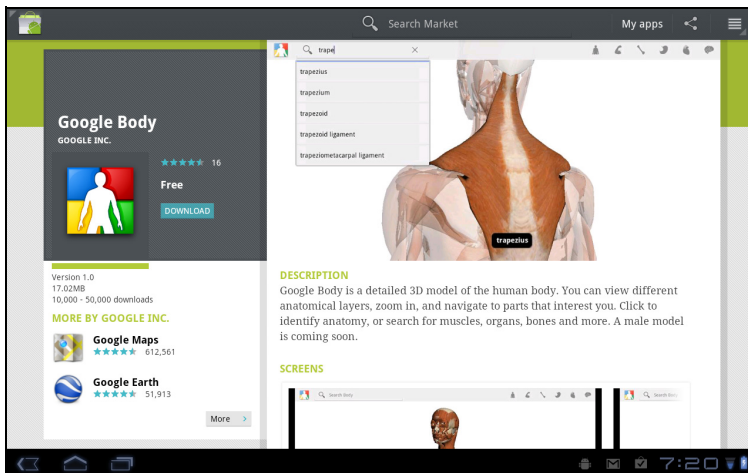 Search Market
My apps
trape
trapezius
trapezium
trapezoid
trapezoid ligament
trapeziometacarpal ligament
trapezius
Google Body
GOOGLE INC.
16
Free
DOWNLOAD
Version 1.0
17.02MB
10,000 - 50,000 downloads
MORE BY GOOGLE INC.
Google Maps
612,561
Google Earth
51,913
More
DESCRIPTION
Google Body is a detailed 3D model of the human body. You can view different
anatomical layers, zoom in, and navigate to parts that interest you. Click to
identify anatomy, or search for muscles, organs, bones and more. A male model
is coming soon.
SCREENS
Search Body
Search Body
7:20